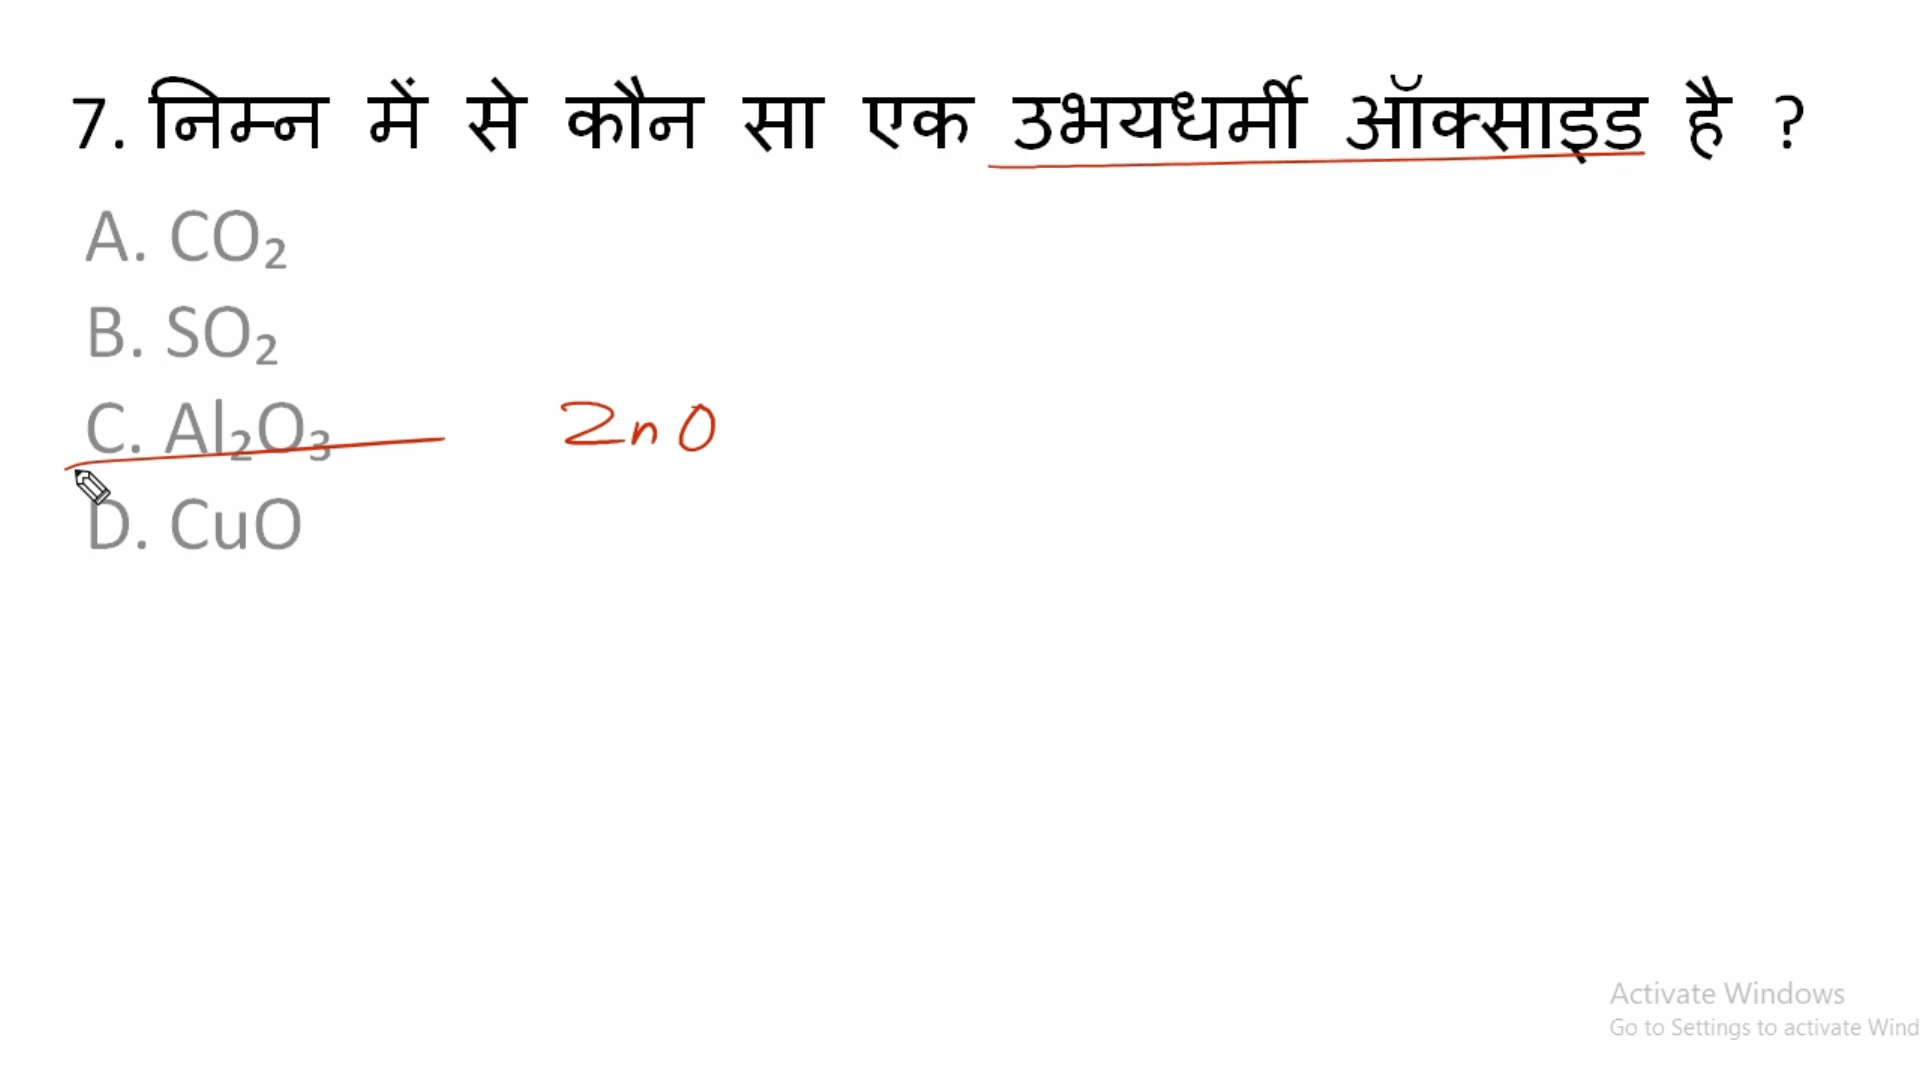 7. निम्न में से कौन सा एक उभयधर्मी ऑक्साइड है ?
A. CO₂
B. SO₂
C. Al₂O₃ ZnO
D. CuO
Activate Windows
Go to Settings to activate Wind